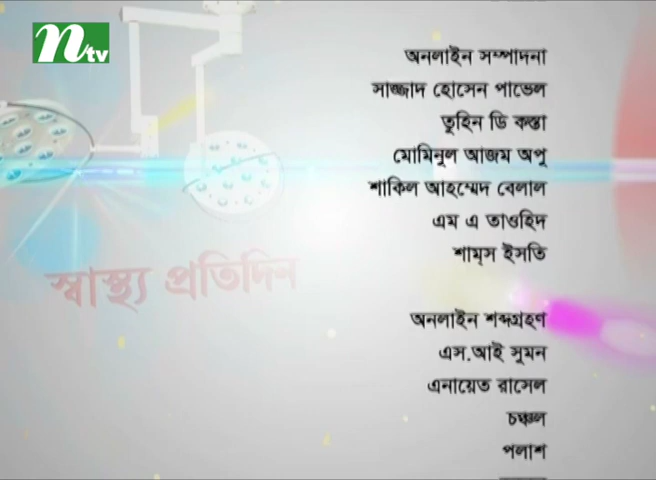 ntv
অনলাইন সম্পাদনা
সাজ্জাদ হোসেন পাভেল
তুহিন ডি কস্তা
মোমিনুল আজম অপু
শাকিল আহম্মেদ বেলাল
এম এ তাওহিদ
শাম্‌স ইসতি
স্বাস্থ্য প্রতিদিন
অনলাইন শব্দগ্রহণ
এস.আই সুমন
এনায়েত রাসেল
চঞ্চল
পলাশ